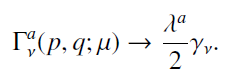 Γ^a_ν(p, q; μ) → λ^a/2 γ_ν.